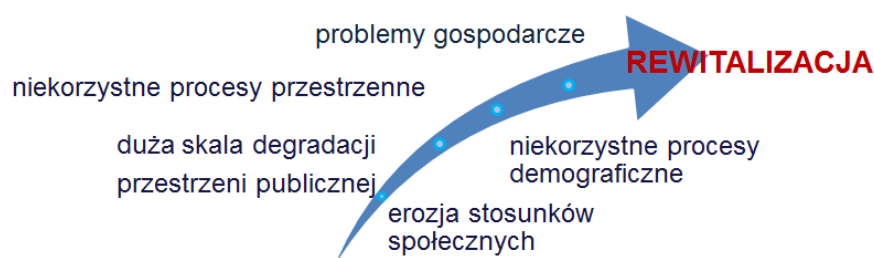 problemy gospodarcze
REWITALIZACJA
niekorzystne procesy przestrzenne
duża skala degradacji
przestrzeni publicznej
niekorzystne procesy
demograficzne
erozja stosunków
społecznych